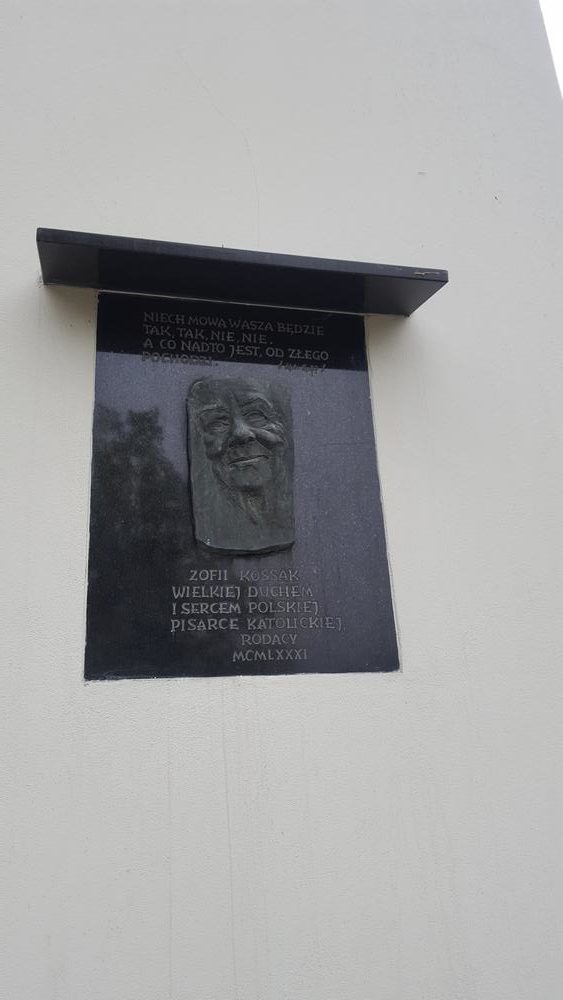 NIECH MOWA WASZA BĘDZIE
TAK, TAK, NIE, NIE.
A CO NADTO JEST, OD ZŁEGO
POCHODZI.
ZOFII KOSSAK
WIELKIEJ DUCHEM
I SERCEM POLSKIEJ
PISARCE KATOLICKIEJ
RODACY
MCMLXXXI